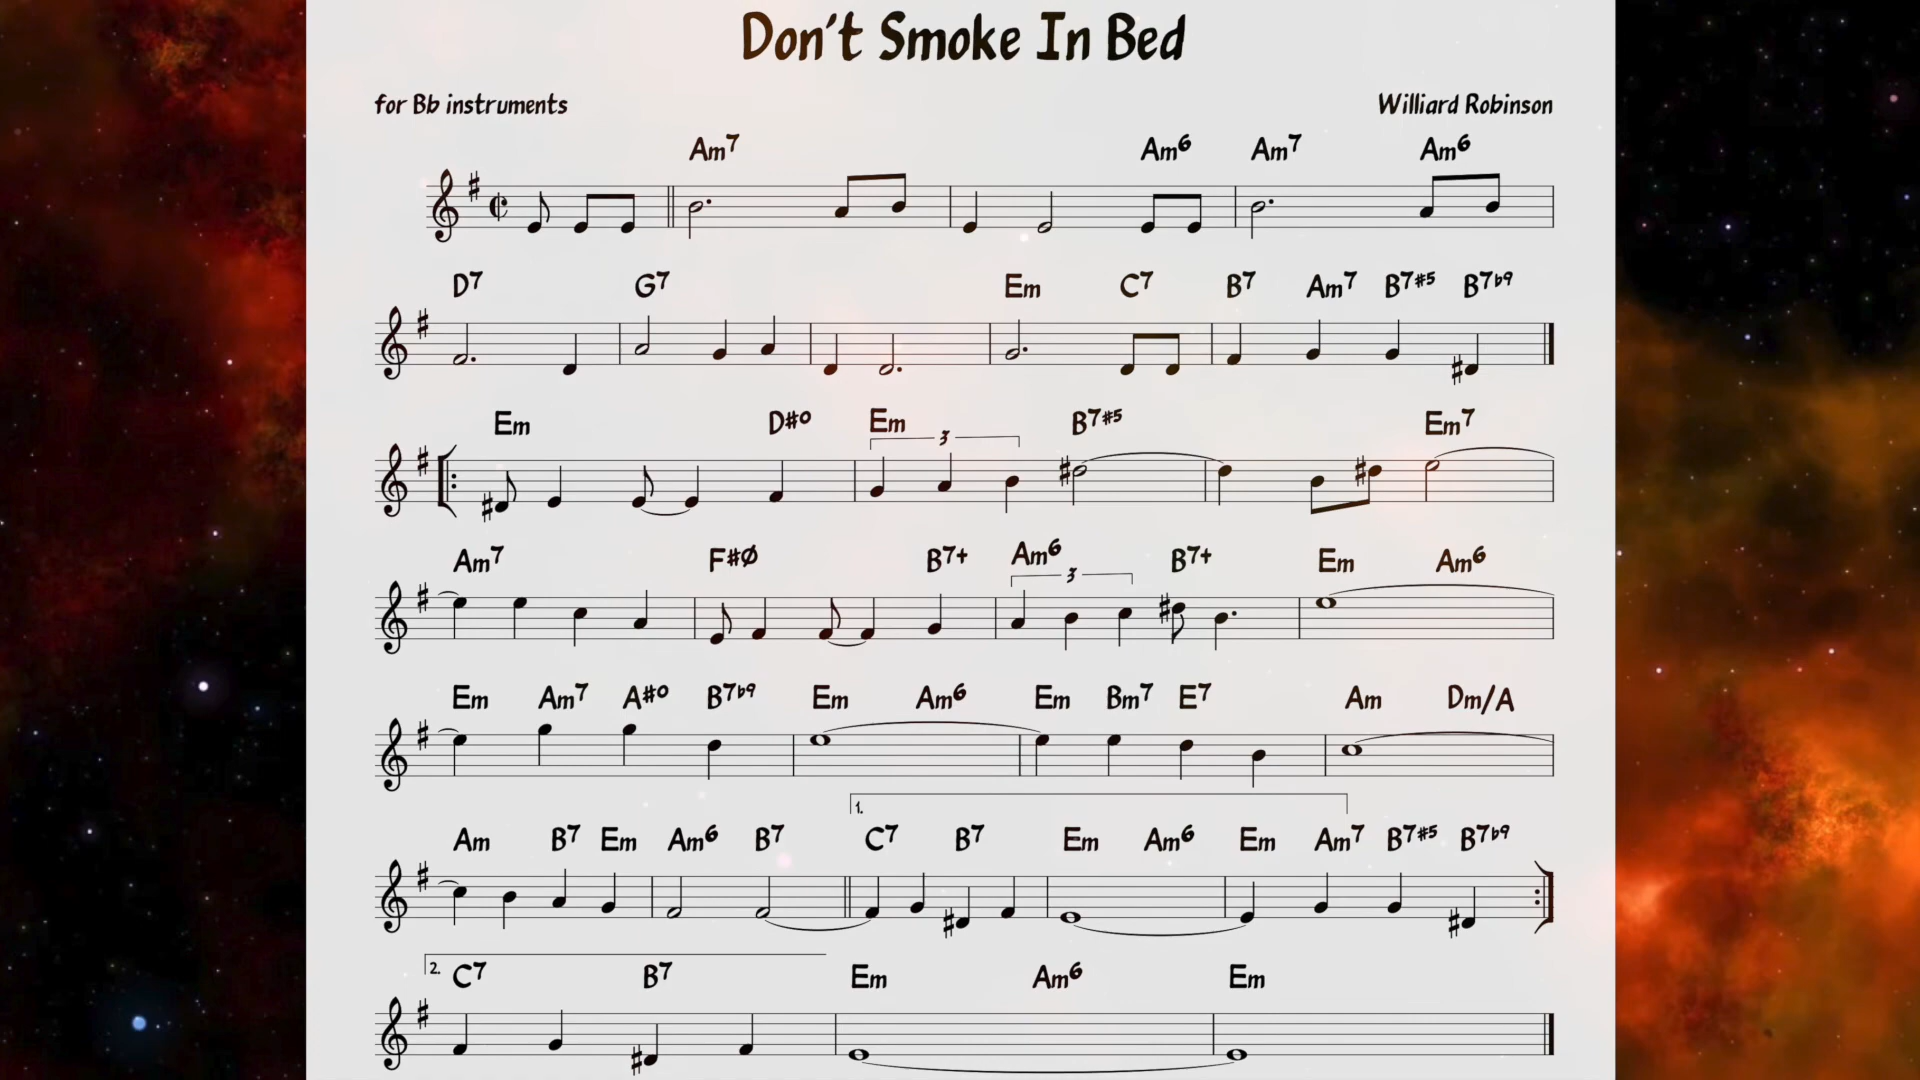 Don't Smoke In Bed
for Bb instruments
Williard Robinson
Am7 Am6 Am7 Am6
D7 G7 Em C7 B7 Am7 B7#5 B7b9
Em D#o Em B7#5 Em7
3
Am7 F#ø B7+ Am6 B7+ Em Am6
3
Em Am7 A#o B7b9 Em Am6 Em Bm7 E7 Am Dm/A
1.
Am B7 Em Am6 B7 C7 B7 Em Am6 Em Am7 B7#5 B7b9
2. C7 B7 Em Am6 Em